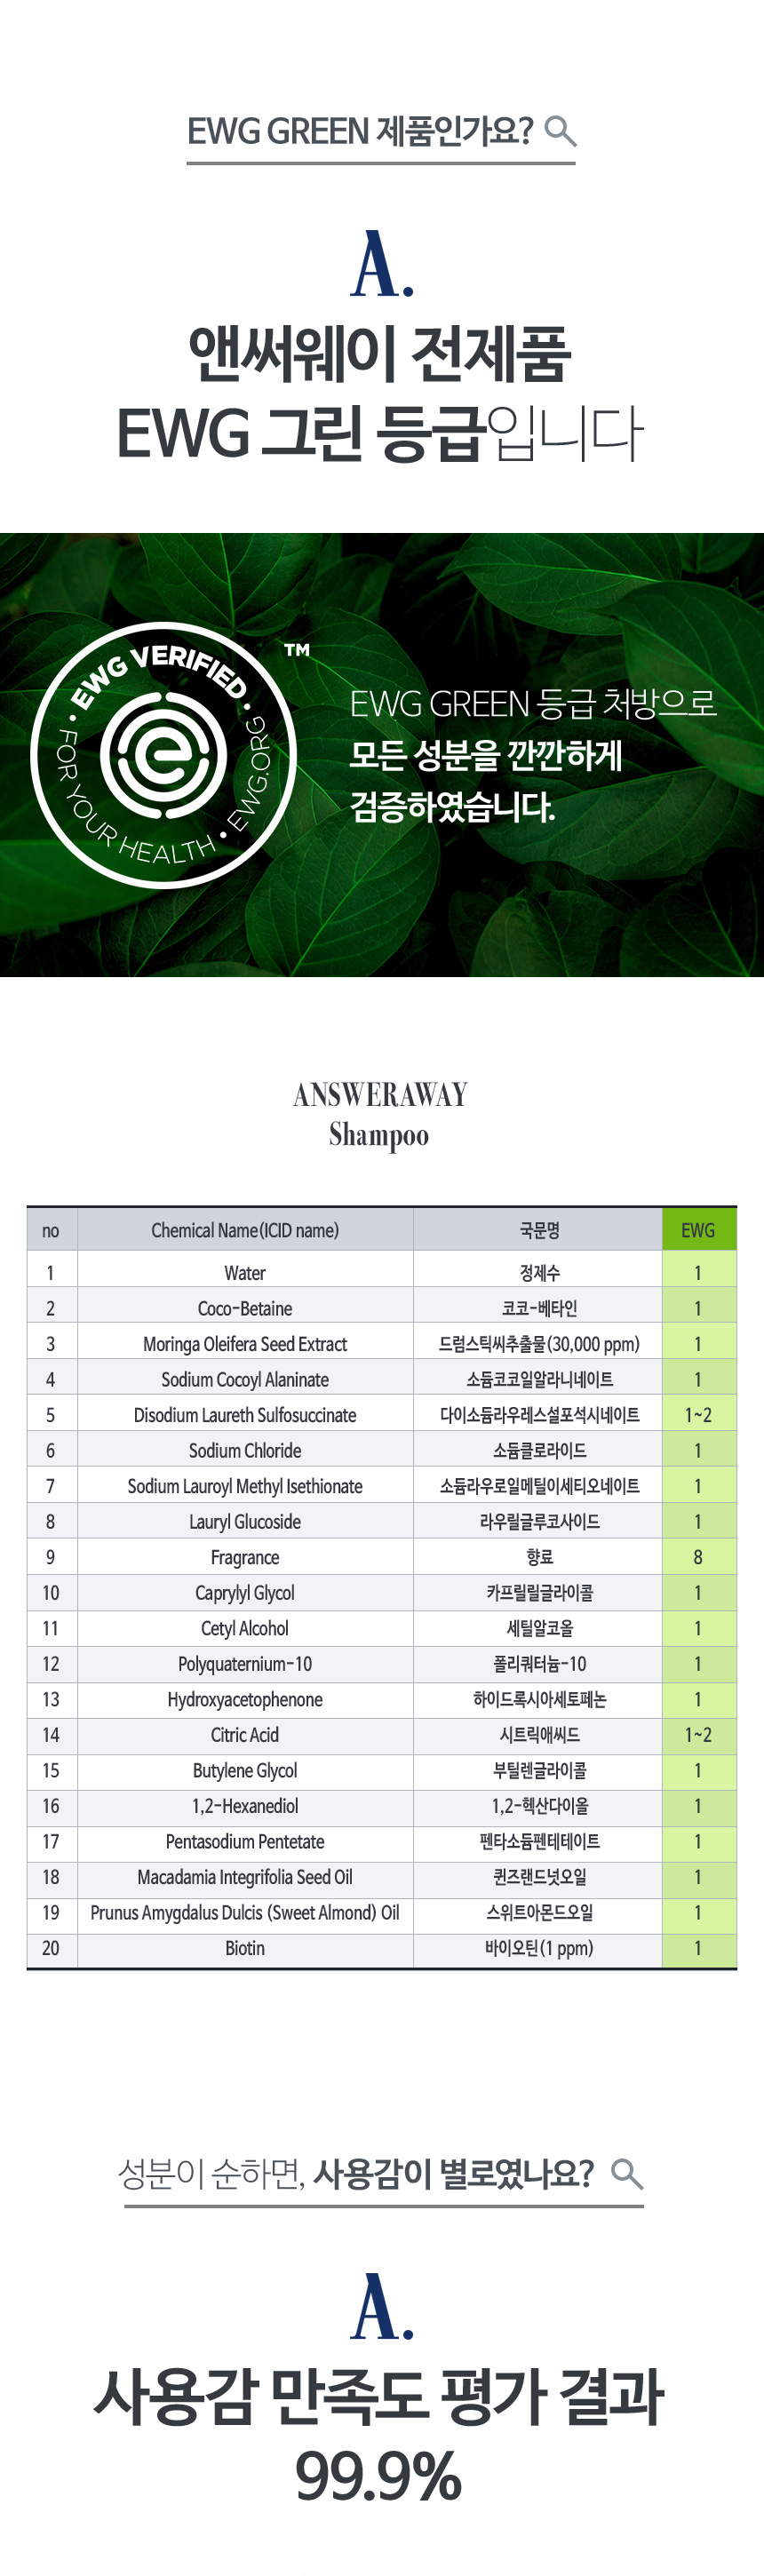 EWG GREEN 제품인가요?
A.
앤써웨이 전제품
EWG 그린 등급입니다
EWG VERIFIED
TM
FOR YOUR HEALTH • EWG.ORG
EWG GREEN 등급 처방으로
모든 성분을 깐깐하게
검증하였습니다.
ANSWERAWAY
Shampoo
no Chemical Name(ICID name) 국문명 EWG
1 Water 정제수 1
2 Coco-Betaine 코코-베타인 1
3 Moringa Oleifera Seed Extract 드럼스틱씨추출물(30,000 ppm) 1
4 Sodium Cocoyl Alaninate 소듐코코일알라니네이트 1
5 Disodium Laureth Sulfosuccinate 다이소듐라우레스설포석시네이트 1~2
6 Sodium Chloride 소듐클로라이드 1
7 Sodium Lauroyl Methyl Isethionate 소듐라우로일메틸이세티오네이트 1
8 Lauryl Glucoside 라우릴글루코사이드 1
9 Fragrance 향료 8
10 Caprylyl Glycol 카프릴릴글라이콜 1
11 Cetyl Alcohol 세틸알코올 1
12 Polyquaternium-10 폴리쿼터늄-10 1
13 Hydroxyacetophenone 하이드록시아세토페논 1
14 Citric Acid 시트릭애씨드 1~2
15 Butylene Glycol 부틸렌글라이콜 1
16 1,2-Hexanediol 1,2-헥산다이올 1
17 Pentasodium Pentetate 펜타소듐펜테테이트 1
18 Macadamia Integrifolia Seed Oil 퀸즈랜드넛오일 1
19 Prunus Amygdalus Dulcis (Sweet Almond) Oil 스위트아몬드오일 1
20 Biotin 바이오틴(1 ppm) 1
성분이 순하면, 사용감이 별로였나요?
A.
사용감 만족도 평가 결과
99.9%